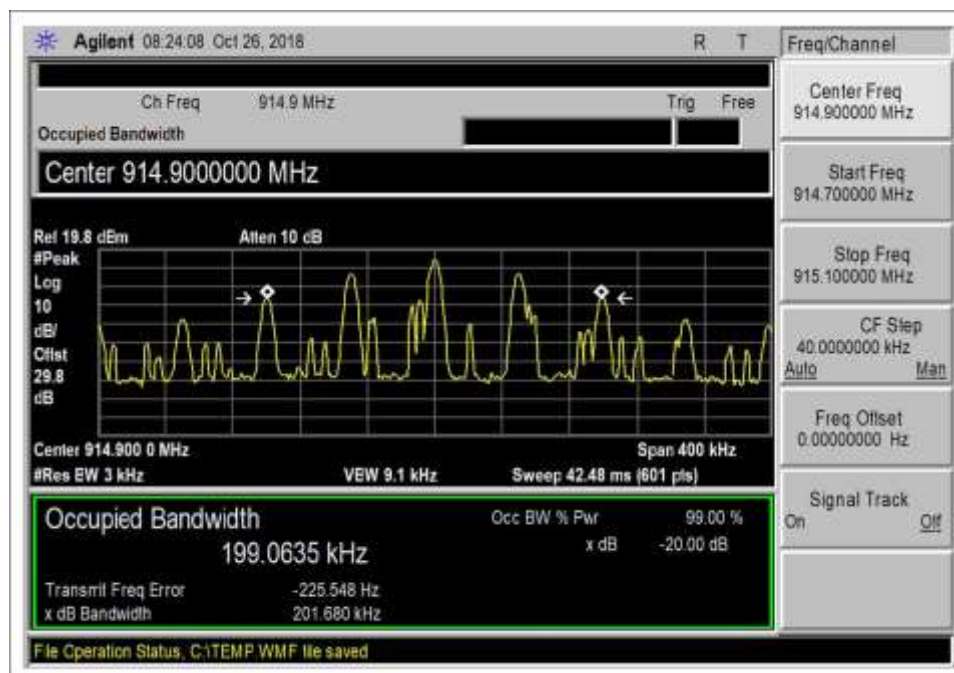 Agilent 08:24:08 Oct 26, 2018 R T
Freq/Channel
Ch Freq 914.9 MHz Trig Free
Occupied Bandwidth
Center 914.9000000 MHz
Center Freq
914.900000 MHz
Start Freq
914.700000 MHz
Stop Freq
915.100000 MHz
CF Step
40.0000000 kHz
Auto Man
Freq Offset
0.00000000 Hz
Signal Track
On Off
Ref 19.8 dBm Atten 10 dB
#Peak
Log
10
dB/
Offst
29.8
dB
Center 914.900 0 MHz Span 400 kHz
#Res BW 3 kHz VBW 9.1 kHz Sweep 42.48 ms (601 pts)
Occupied Bandwidth Occ BW % Pwr 99.00 %
199.0635 kHz x dB -20.00 dB
Transmit Freq Error -225.548 Hz
x dB Bandwidth 201.680 kHz
File Operation Status, C:\TEMP.WMF file saved